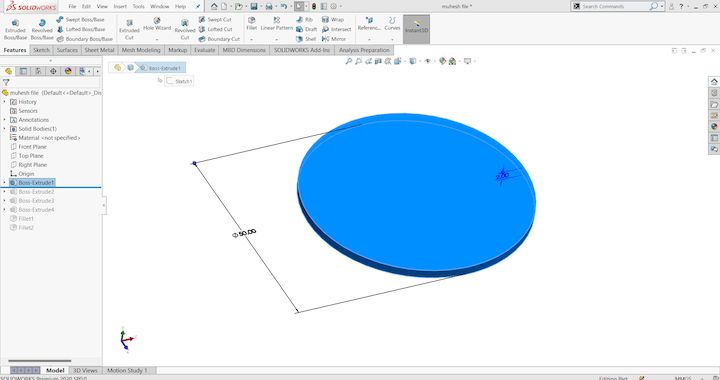 SOLIDWORKS
File Edit View Insert Tools Window
muhesh file *
Search Commands
Extruded Boss/Base
Revolved Boss/Base
Swept Boss/Base
Lofted Boss/Base
Boundary Boss/Base
Extruded Cut
Hole Wizard
Revolved Cut
Swept Cut
Lofted Cut
Boundary Cut
Fillet
Linear Pattern
Rib
Draft
Shell
Wrap
Intersect
Mirror
Referenc...
Curves
Instant3D
Features Sketch Surfaces Sheet Metal Mesh Modeling Markup Evaluate MBD Dimensions SOLIDWORKS Add-Ins Analysis Preparation
Boss-Extrude1
Sketch1
muhesh file (Default<<Default>_Dis
History
Sensors
Annotations
Solid Bodies(1)
Material <not specified>
Front Plane
Top Plane
Right Plane
Origin
Boss-Extrude1
Boss-Extrude2
Boss-Extrude3
Boss-Extrude4
Fillet1
Fillet2
∅50.00
Model 3D Views Motion Study 1
SOLIDWORKS Premium 2020 SP0.0
Editing Part
MMGS